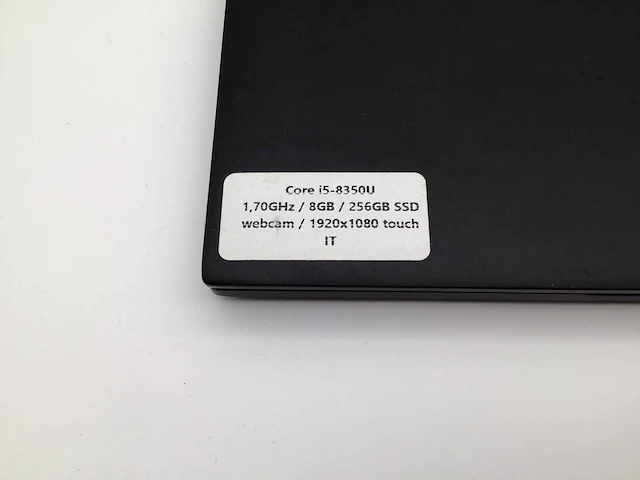 Core i5-8350U
1,70GHz / 8GB / 256GB SSD
webcam / 1920x1080 touch
IT